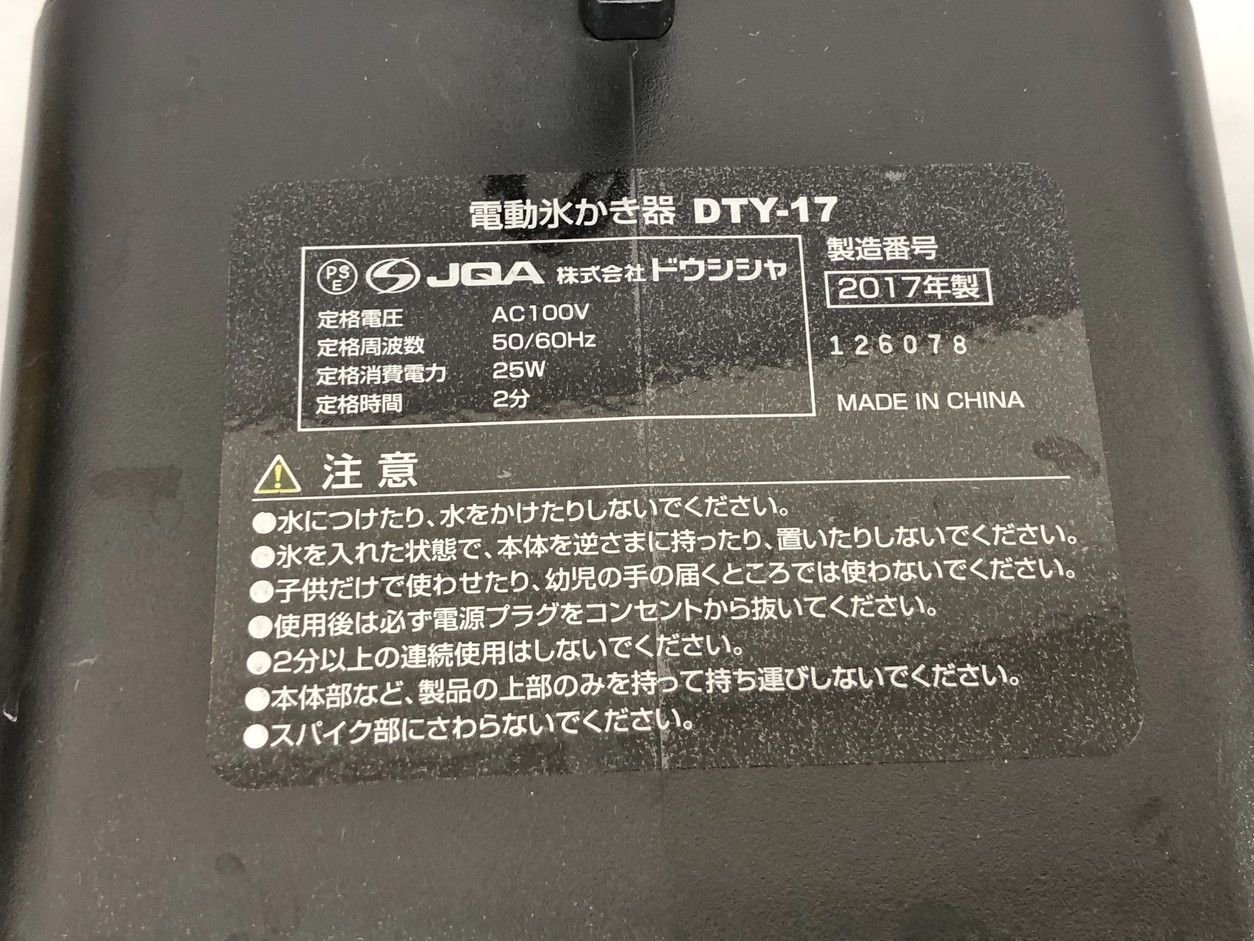 電動氷かき器 DTY-17
PSE JQA 株式会社ドウシシャ
定格電圧 AC100V
定格周波数 50/60Hz
定格消費電力 25W
定格時間 2分
製造番号
2017年製
126078
MADE IN CHINA
注意
●水につけたり、水をかけたりしないでください。
●氷を入れた状態で、本体を逆さまに持ったり、置いたりしないでください。
●子供だけで使わせたり、幼児の手の届くところでは使わないでください。
●使用後は必ず電源プラグをコンセントから抜いてください。
●2分以上の連続使用はしないでください。
●本体部など、製品の上部のみを持って持ち運びしないでください。
●スパイク部にさわらないでください。